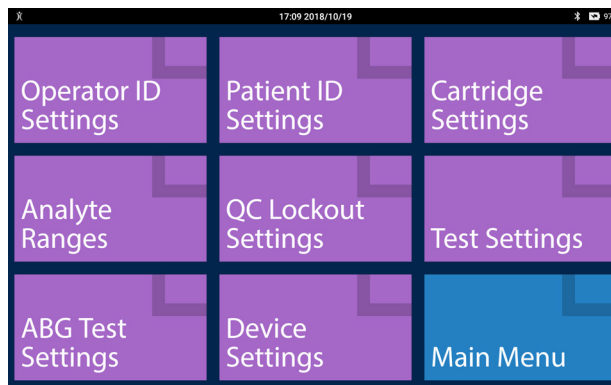 17:09 2018/10/19
97
Operator ID
Settings
Patient ID
Settings
Cartridge
Settings
Analyte
Ranges
QC Lockout
Settings
Test Settings
ABG Test
Settings
Device
Settings
Main Menu